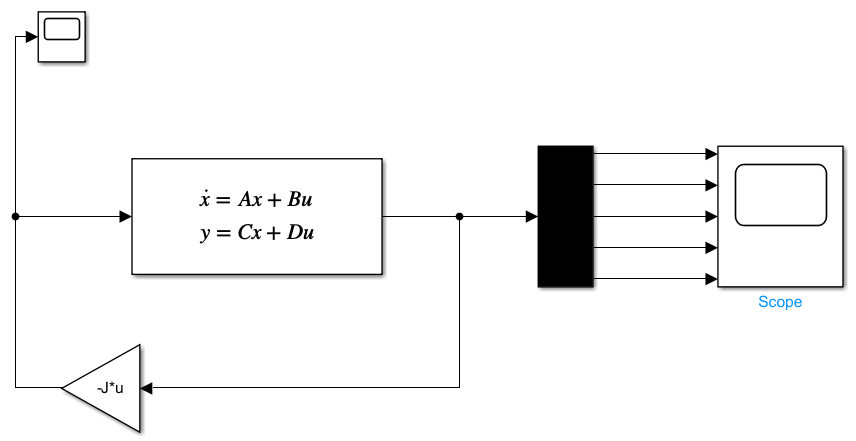 ẋ = Ax + Bu
y = Cx + Du
Scope
-J*u